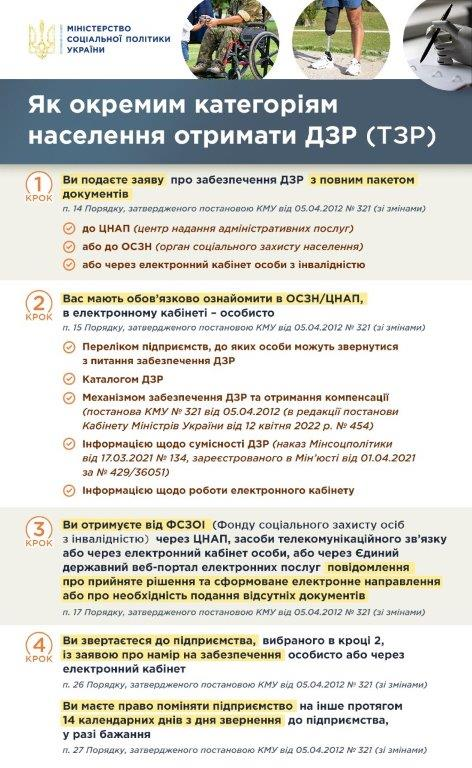 МІНІСТЕРСТВО
СОЦІАЛЬНОЇ ПОЛІТИКИ
УКРАЇНИ
Як окремим категоріям
населення отримати ДЗР (ТЗР)
1
КРОК
Ви подаєте заяву про забезпечення ДЗР з повним пакетом
документів
п. 14 Порядку, затвердженого постановою КМУ від 05.04.2012 № 321 (зі змінами)
до ЦНАП (центр надання адміністративних послуг)
або до ОСЗН (орган соціального захисту населення)
або через електронний кабінет особи з інвалідністю
2
КРОК
Вас мають обов’язково ознайомити в ОСЗН/ЦНАП,
в електронному кабінеті – особисто
п. 15 Порядку, затвердженого постановою КМУ від 05.04.2012 № 321 (зі змінами)
Переліком підприємств, до яких особи можуть звернутися
з питання забезпечення ДЗР
Каталогом ДЗР
Механізмом забезпечення ДЗР та отримання компенсації
(постанова КМУ № 321 від 05.04.2012 (в редакції постанови
Кабінету Міністрів України від 12 квітня 2022 р. № 454)
Інформацією щодо сумісності ДЗР (наказ Мінсоцполітики
від 17.03.2021 № 134, зареєстрованого в Мін’юсті від 01.04.2021
за № 429/36051)
Інформацією щодо роботи електронного кабінету
3
КРОК
Ви отримуєте від ФСЗОІ (Фонду соціального захисту осіб
з інвалідністю) через ЦНАП, засоби телекомунікаційного зв’язку
або через електронний кабінет особи, або через Єдиний
державний веб-портал електронних послуг повідомлення
про прийняте рішення та сформоване електронне направлення
або про необхідність подання відсутніх документів
п. 17 Порядку, затвердженого постановою КМУ від 05.04.2012 № 321 (зі змінами)
4
КРОК
Ви звертаєтеся до підприємства, вибраного в кроці 2,
із заявою про намір на забезпечення особисто або через
електронний кабінет
п. 26 Порядку, затвердженого постановою КМУ від 05.04.2012 № 321 (зі змінами)
Ви маєте право поміняти підприємство на інше протягом
14 календарних днів з дня звернення до підприємства,
у разі бажання
п. 27 Порядку, затвердженого постановою КМУ від 05.04.2012 № 321 (зі змінами)